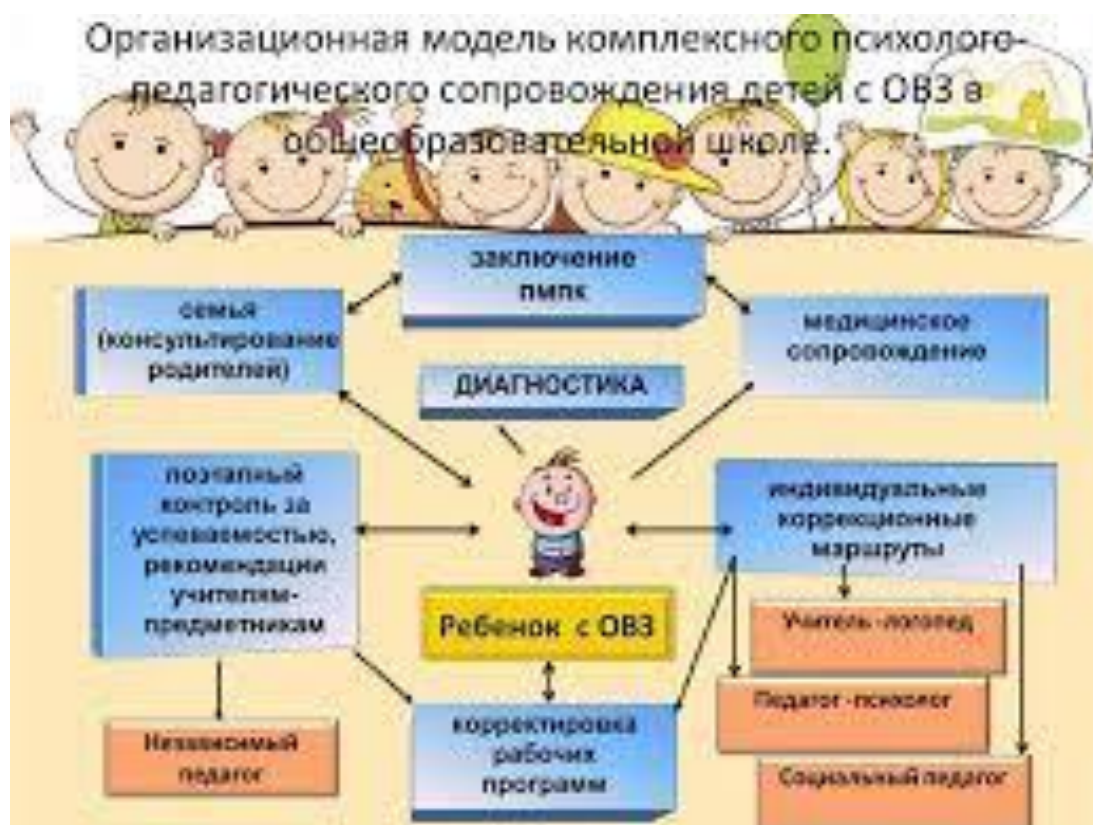 Организационная модель комплексного психолого-
педагогического сопровождения детей с ОВЗ в
общеобразовательной школе.
заключение
пмпк
семья
(консультирование
родителей)
медицинское
сопровождение
ДИАГНОСТИКА
поэтапный
контроль за
успеваемостью,
рекомендации
учителям-
предметникам
индивидуальные
коррекционные
маршруты
Ребенок с ОВЗ
Учитель -логопед
Педагог -психолог
Социальный педагог
Независимый
педагог
корректировка
рабочих
программ